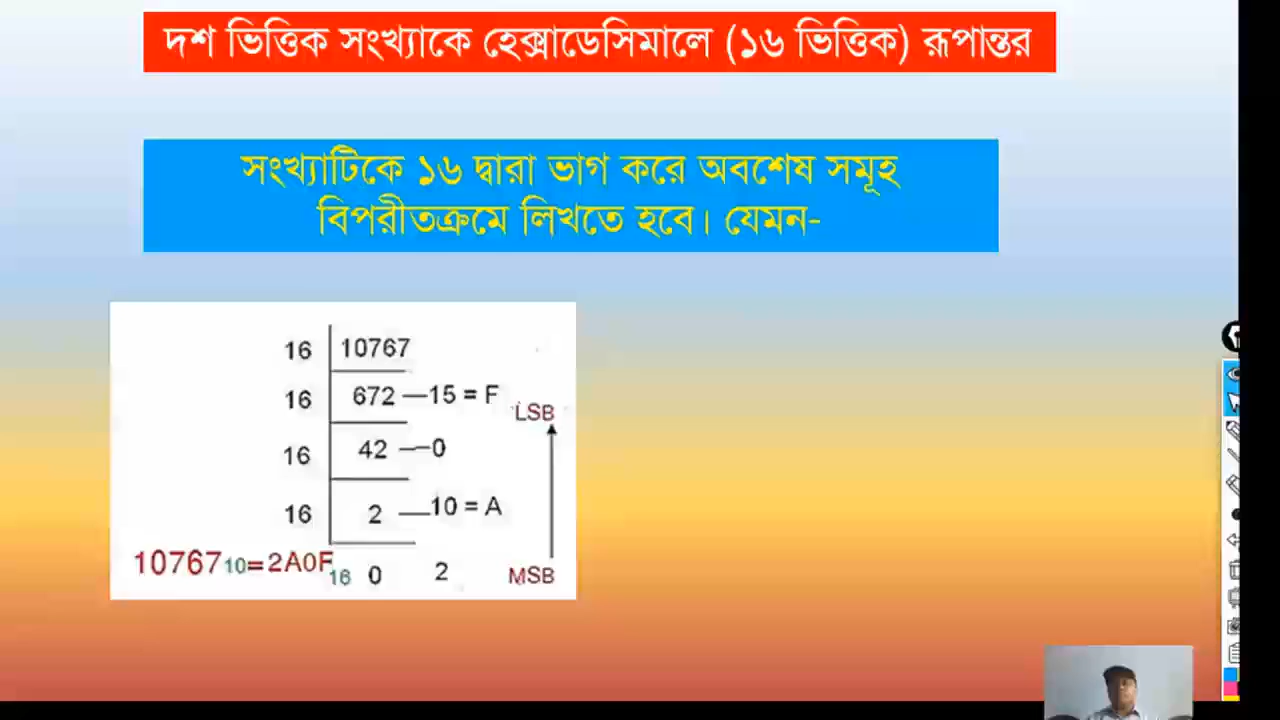 দশ ভিত্তিক সংখ্যাকে হেক্সাডেসিমালে (১৬ ভিত্তিক) রূপান্তর
সংখ্যাটিকে ১৬ দ্বারা ভাগ করে অবশেষ সমূহ
বিপরীতক্রমে লিখতে হবে। যেমন-
16 10767
16 672 —15 = F
LSB
16 42 —0
16 2 —10 = A
10767₁₀=2A0F₁₆ 0 2 MSB